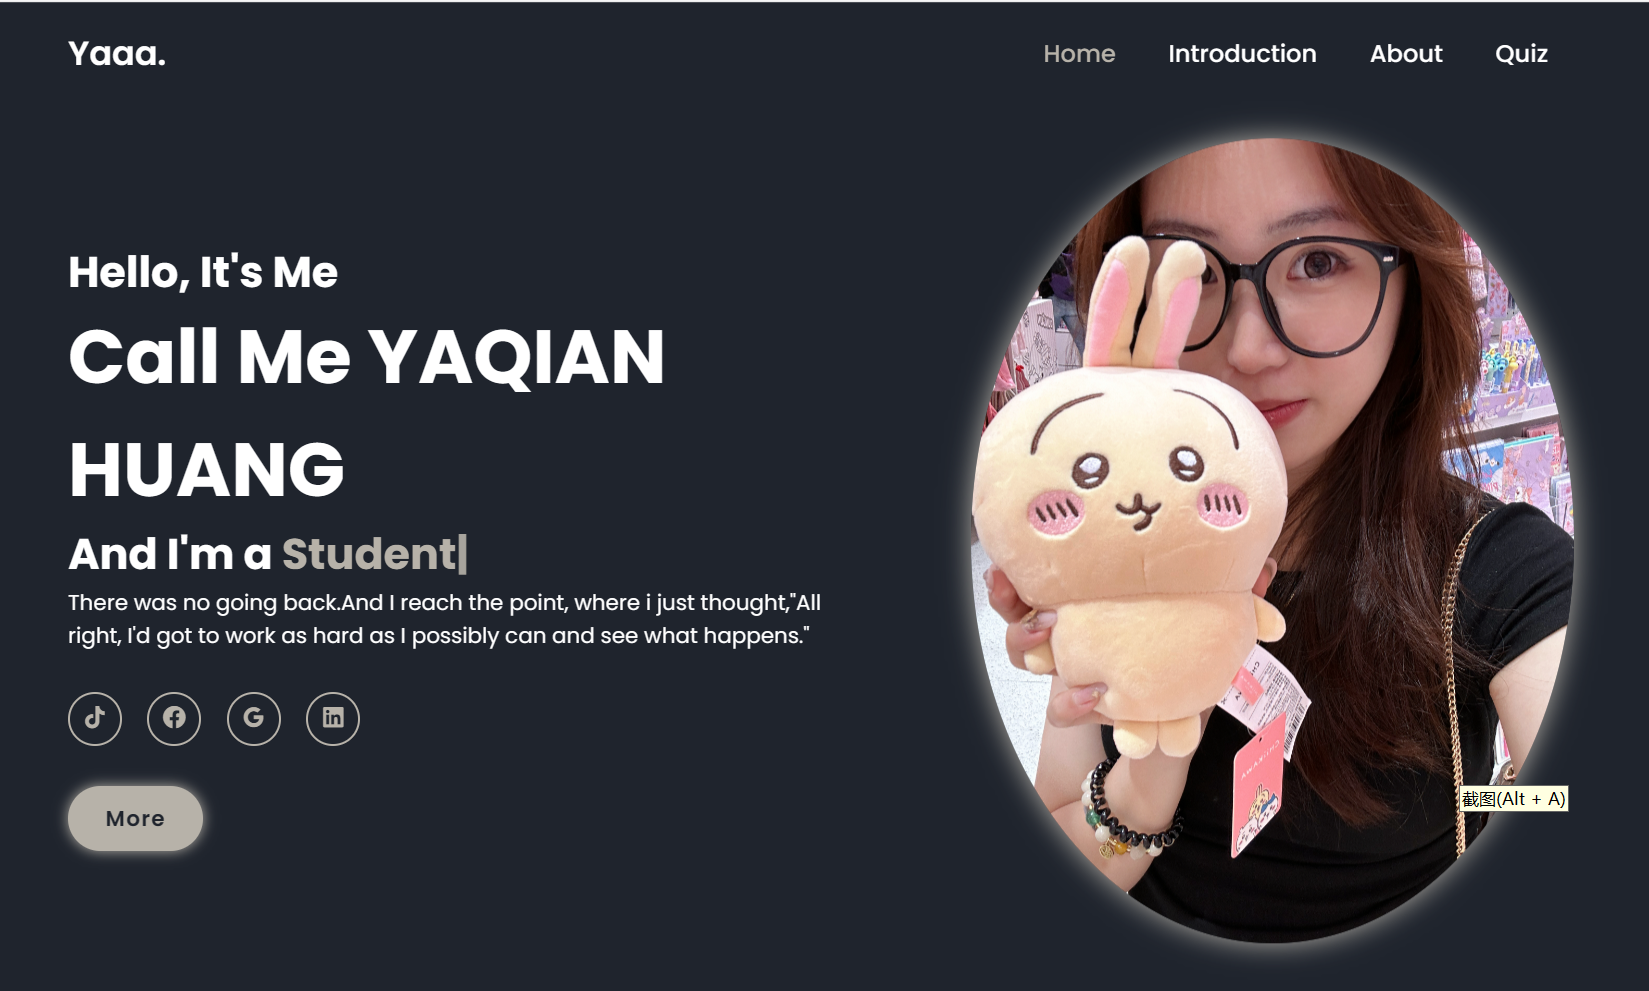 Yaaa.
Home Introduction About Quiz
Hello, It's Me
Call Me YAQIAN
HUANG
And I'm a Student|
There was no going back.And I reach the point, where i just thought,"All
right, I'd got to work as hard as I possibly can and see what happens."
More
截图(Alt + A)